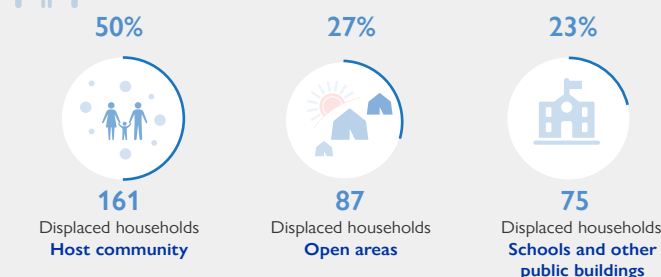 50%
27%
23%
161
87
75
Displaced households
Displaced households
Displaced households
Host community
Open areas
Schools and other
public buildings